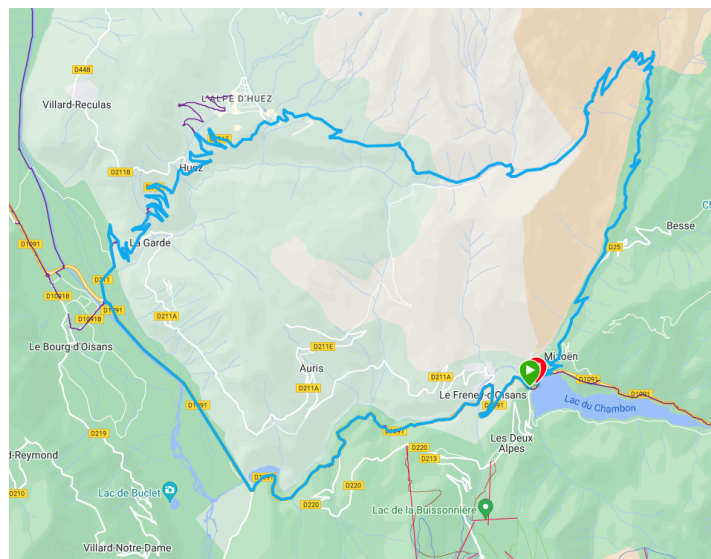 D44B
Villard-Reculas
L'ALPE D'HUEZ
Huez
D211B
La Garde
D1091
D211
D1091
D1091B
D1091B
D211A
Le Bourg-d'Oisans
Besse
D25
D211E
Auris
D211A
D211A
Mizoën
D1091
Le Freney-d'Oisans
D1091
Lac du Chambon
D1091
D1091
D1091
D219
Les Deux
Alpes
D220
D213
D220
D220
D1091
d-Reymond
D210
Lac de Buclet
Lac de la Buissonnière
Villard-Notre-Dame